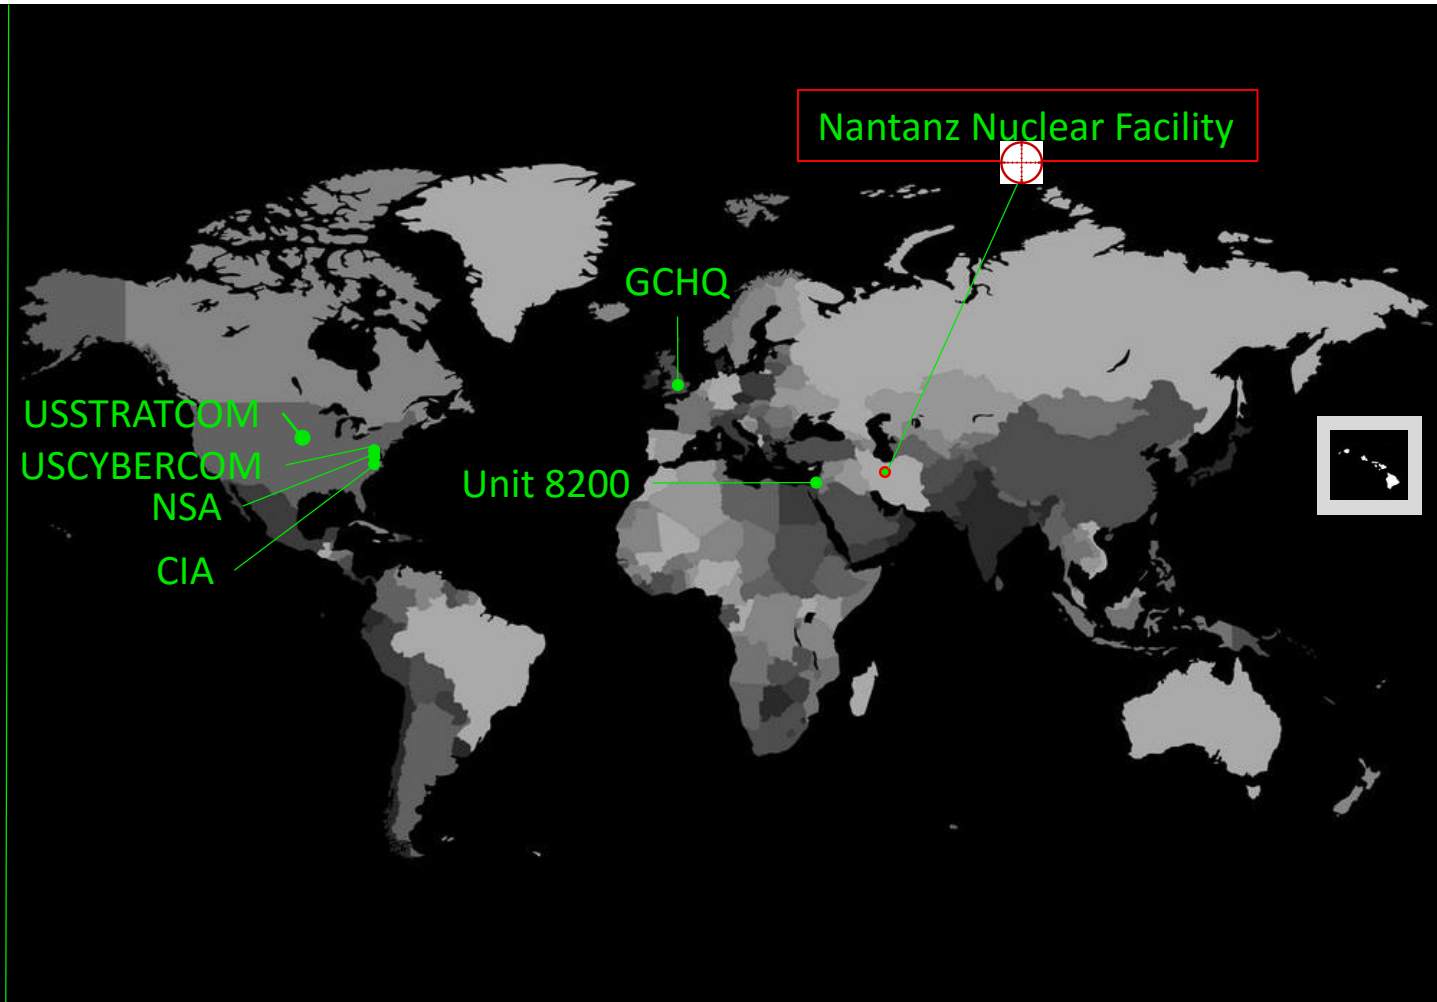 Nantanz Nuclear Facility
GCHQ
USSTRATCOM
USCYBERCOM
NSA
Unit 8200
CIA